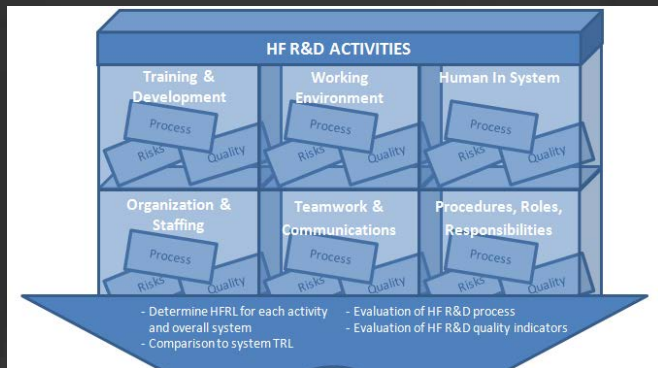 HF R&D ACTIVITIES
Training &
Development
Process
Risks
Quality
Working
Environment
Process
Risks
Quality
Human In System
Process
Risks
Quality
Organization &
Staffing
Process
Risks
Quality
Teamwork &
Communications
Process
Risks
Quality
Procedures, Roles,
Responsibilities
Process
Risks
Quality
- Determine HFRL for each activity
and overall system
- Comparison to system TRL
- Evaluation of HF R&D process
- Evaluation of HF R&D quality indicators